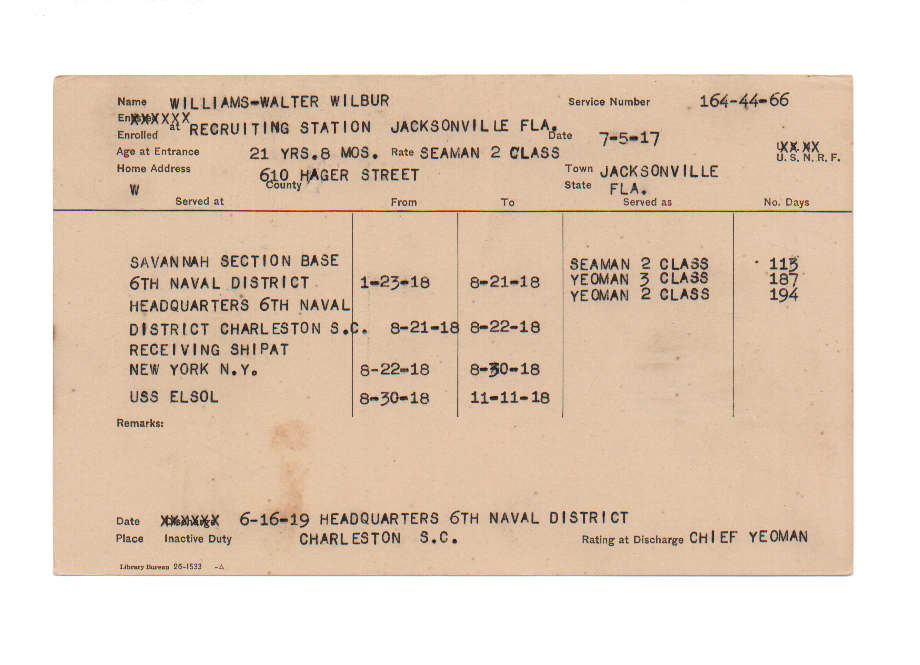 Name WILLIAMS-WALTER WILBUR Service Number 164-44-66
Enrolled at RECRUITING STATION JACKSONVILLE FLA. Date 7-5-17
Age at Entrance 21 YRS.8 MOS. Rate SEAMAN 2 CLASS U. S. N. R. F.
Home Address 610 HAGER STREET Town JACKSONVILLE
W County State FLA.
Served at From To Served as No. Days
SAVANNAH SECTION BASE SEAMAN 2 CLASS 113
6TH NAVAL DISTRICT 1-23-18 8-21-18 YEOMAN 3 CLASS 187
YEOMAN 2 CLASS 194
HEADQUARTERS 6TH NAVAL
DISTRICT CHARLESTON S.C. 8-21-18 8-22-18
RECEIVING SHIPAT
NEW YORK N.Y. 8-22-18 8-30-18
USS ELSOL 8-30-18 11-11-18
Remarks:
Date 6-16-19 HEADQUARTERS 6TH NAVAL DISTRICT
Place Inactive Duty CHARLESTON S.C. Rating at Discharge CHIEF YEOMAN
Library Bureau 26-1533